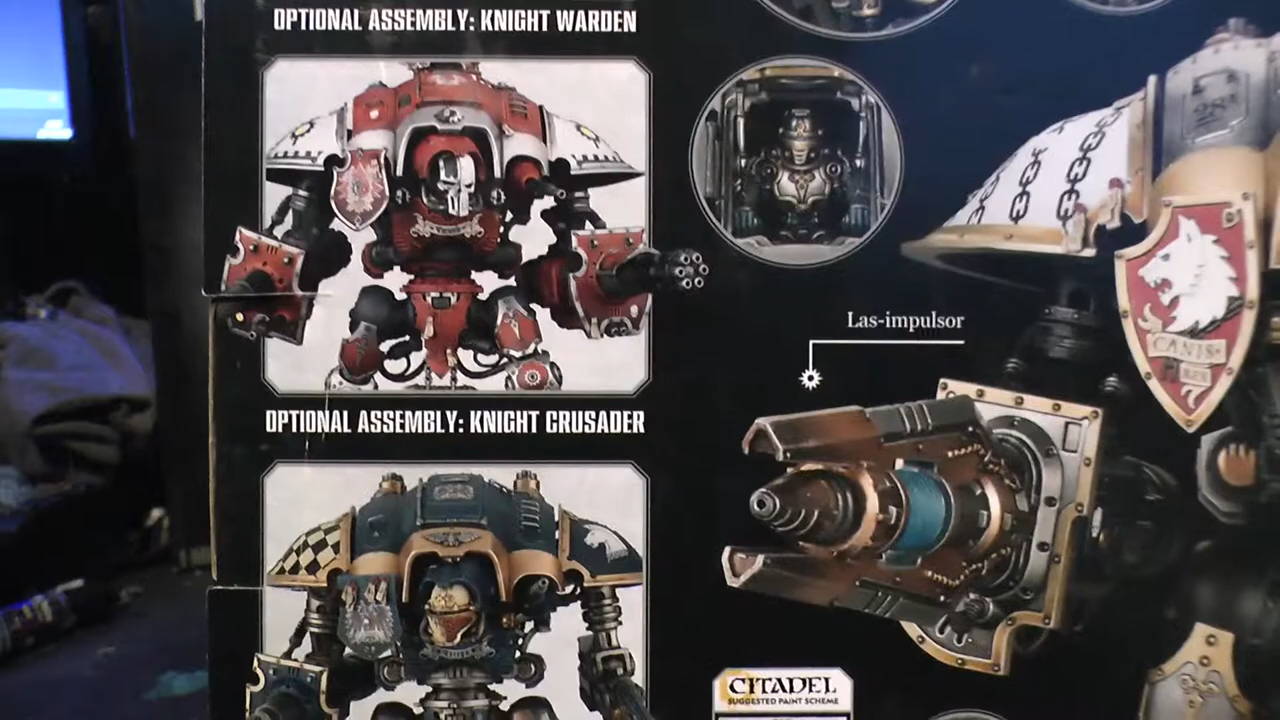 OPTIONAL ASSEMBLY: KNIGHT WARDEN
OPTIONAL ASSEMBLY: KNIGHT CRUSADER
Las-impulsor
CANIS
CITADEL
SUGGESTED PAINT SCHEME